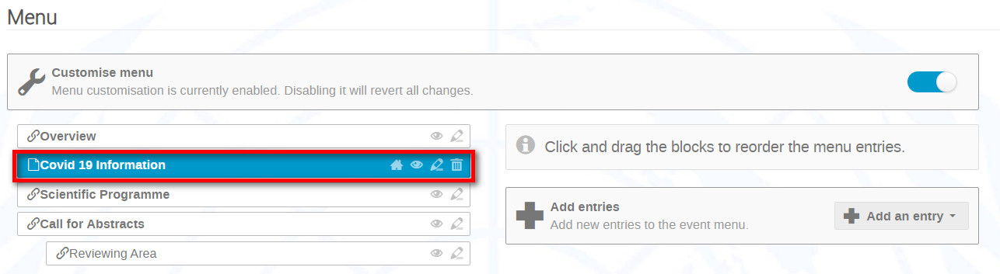 Menu
Customise menu
Menu customisation is currently enabled. Disabling it will revert all changes.
Overview
Covid 19 Information
Scientific Programme
Call for Abstracts
Reviewing Area
Click and drag the blocks to reorder the menu entries.
Add entries
Add new entries to the event menu.
Add an entry